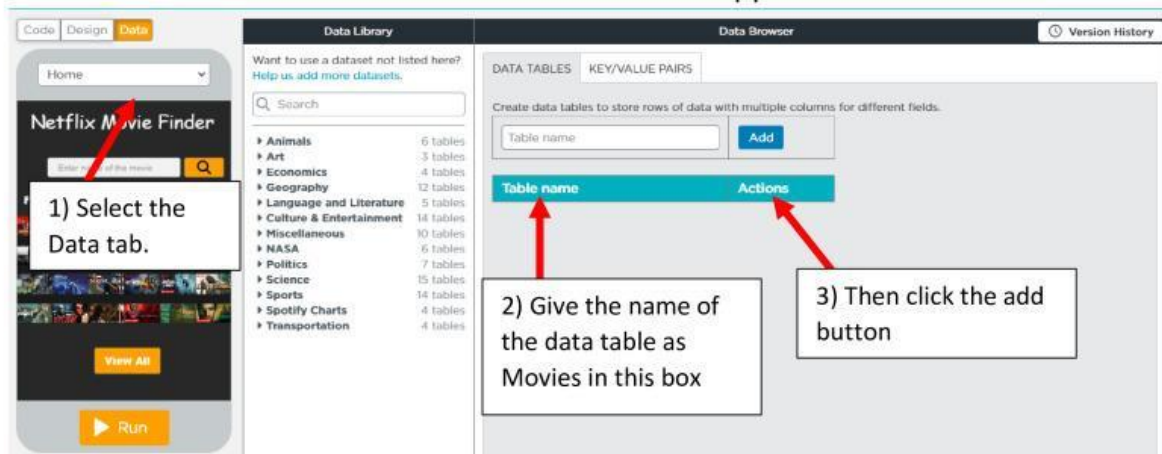 Code Design Data
Home
Netflix Movie Finder
1) Select the
Data tab.
View All
Run
Data Library
Want to use a dataset not listed here?
Help us add more datasets.
Search
Animals 6 tables
Art 3 tables
Economics 4 tables
Geography 12 tables
Language and Literature 5 tables
Culture & Entertainment 14 tables
Miscellaneous 10 tables
NASA 6 tables
Politics 7 tables
Science 15 tables
Sports 14 tables
Spotify Charts 4 tables
Transportation 4 tables
Data Browser
Version History
DATA TABLES KEY/VALUE PAIRS
Create data tables to store rows of data with multiple columns for different fields.
Table name Add
Table name Actions
2) Give the name of
the data table as
Movies in this box
3) Then click the add
button